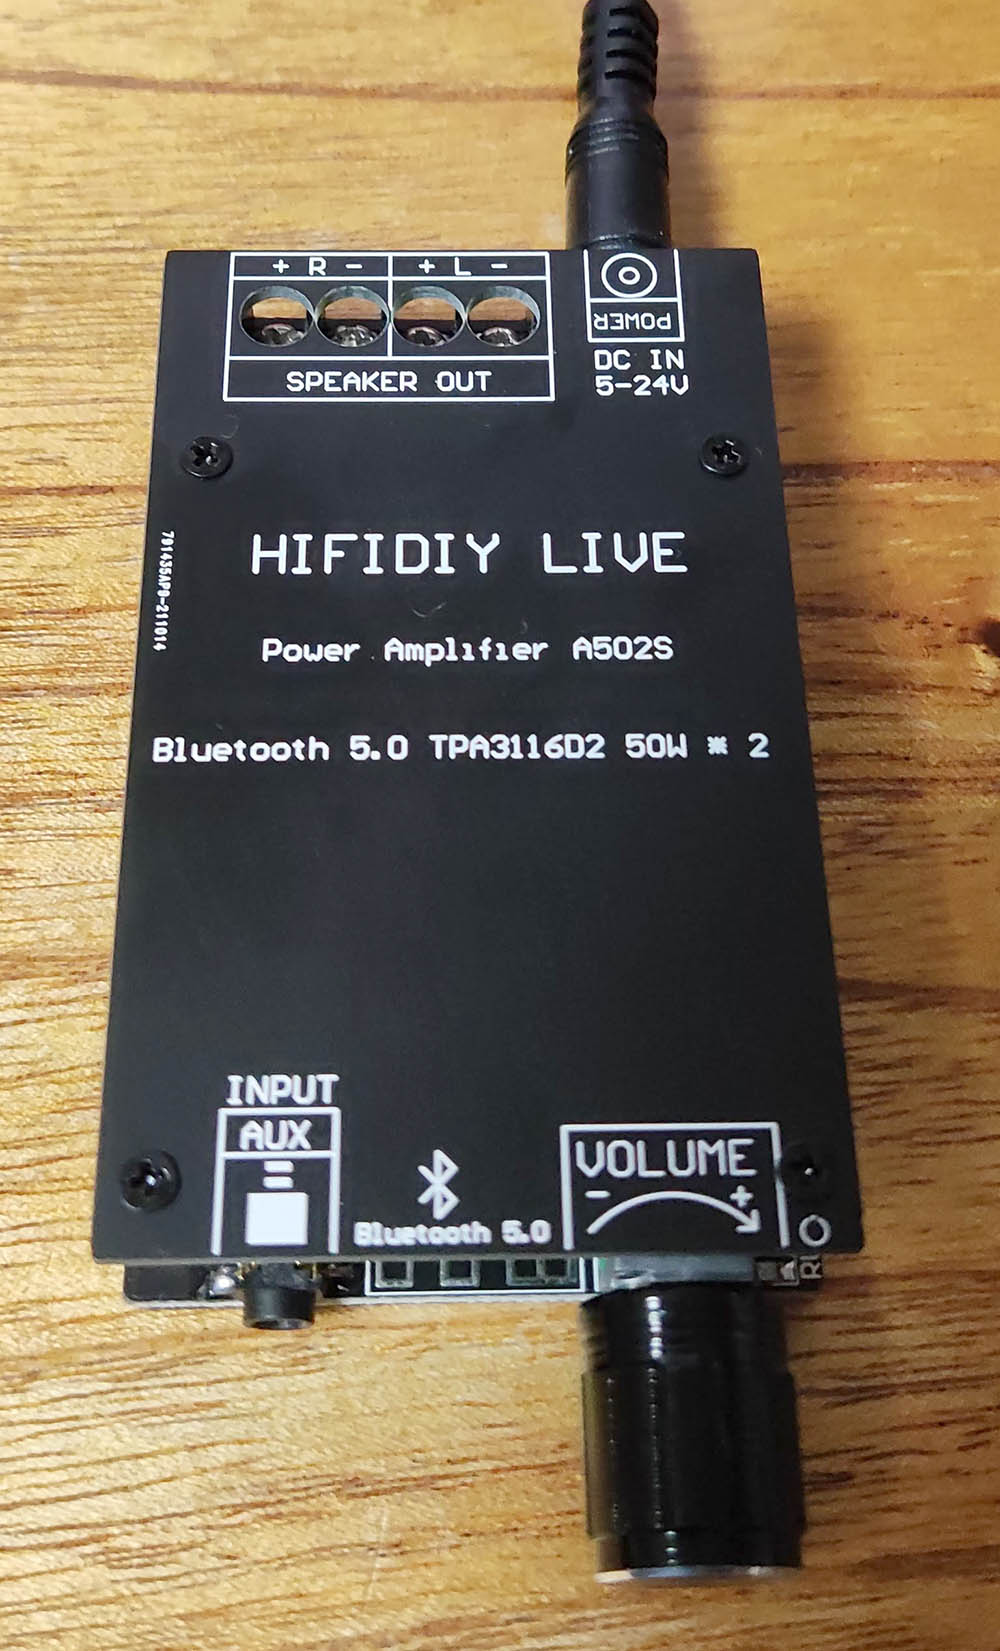 + R - + L -
SPEAKER OUT
POWER
DC IN
5-24V
HIFIDIY LIVE
Power Amplifier A502S
Bluetooth 5.0 TPA3116D2 50W * 2
INPUT
AUX
VOLUME
- +
Bluetooth 5.0